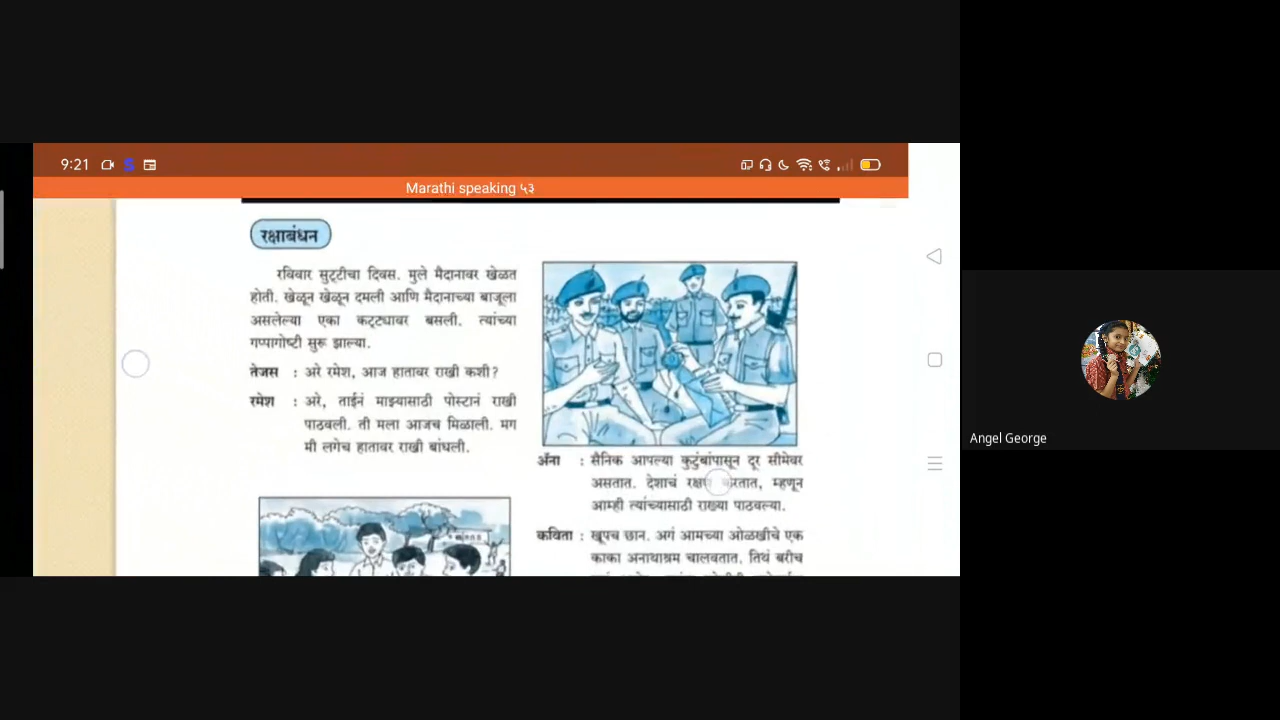 9:21
Marathi speaking ५३
रक्षाबंधन
रविवार सुट्टीचा दिवस. मुले मैदानावर खेळत
होती. खेळून खेळून दमली आणि मैदानाच्या बाजूला
असलेल्या एका कट्ट्यावर बसली. त्यांच्या
गप्पागोष्टी सुरू झाल्या.
तेजस : अरे रमेश, आज हातावर राखी कशी?
रमेश : अरे, ताईनं माझ्यासाठी पोस्टानं राखी
पाठवली. ती मला आजच मिळाली. मग
मी लगेच हातावर राखी बांधली.
ॲना : सैनिक आपल्या कुटुंबांपासून दूर सीमेवर
असतात. देशाचं रक्षण करतात, म्हणून
आम्ही त्यांच्यासाठी राख्या पाठवल्या.
कविता : खूपच छान. अगं आमच्या ओळखीचे एक
काका अनाथाश्रम चालवतात. तिथं बरीच
Angel George